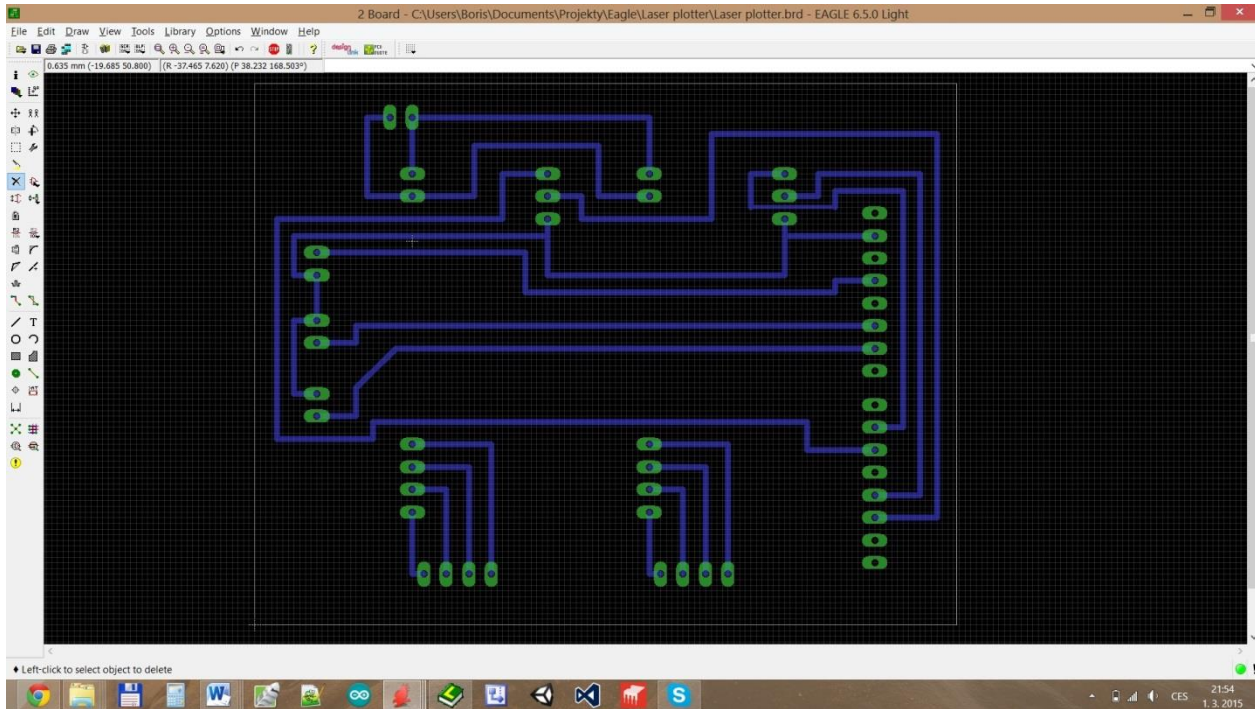 2 Board - C:\Users\Boris\Documents\Projekty\Eagle\Laser plotter\Laser plotter.brd - EAGLE 6.5.0 Light
File Edit Draw View Tools Library Options Window Help
0.635 mm (-19.685 50.800) (R -37.465 7.620) (P 38.232 168.503°)
Left-click to select object to delete
CES
21:54
1. 3. 2015